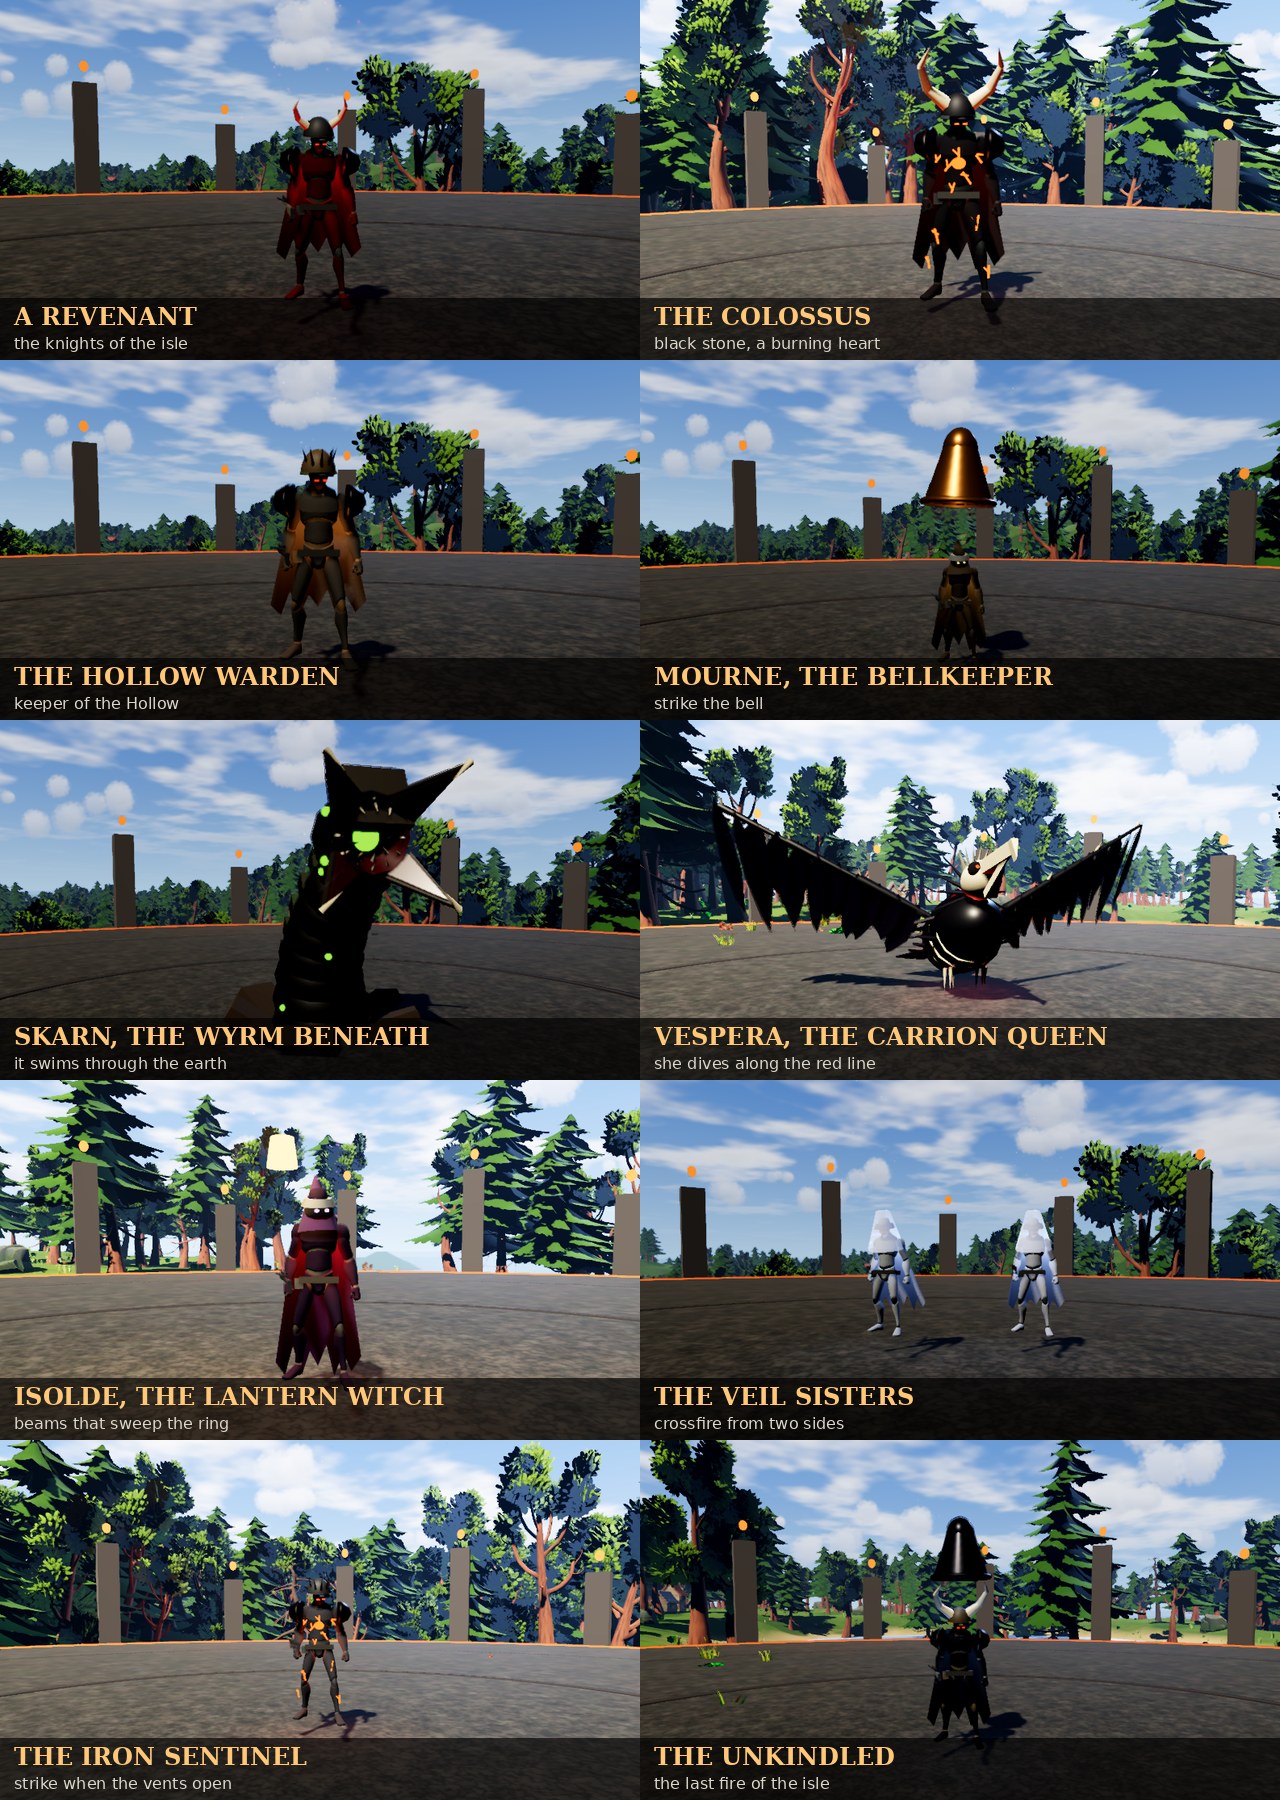 A REVENANT
the knights of the isle
THE COLOSSUS
black stone, a burning heart
THE HOLLOW WARDEN
keeper of the Hollow
MOURNE, THE BELLKEEPER
strike the bell
SKARN, THE WYRM BENEATH
it swims through the earth
VESPERA, THE CARRION QUEEN
she dives along the red line
ISOLDE, THE LANTERN WITCH
beams that sweep the ring
THE VEIL SISTERS
crossfire from two sides
THE IRON SENTINEL
strike when the vents open
THE UNKINDLED
the last fire of the isle